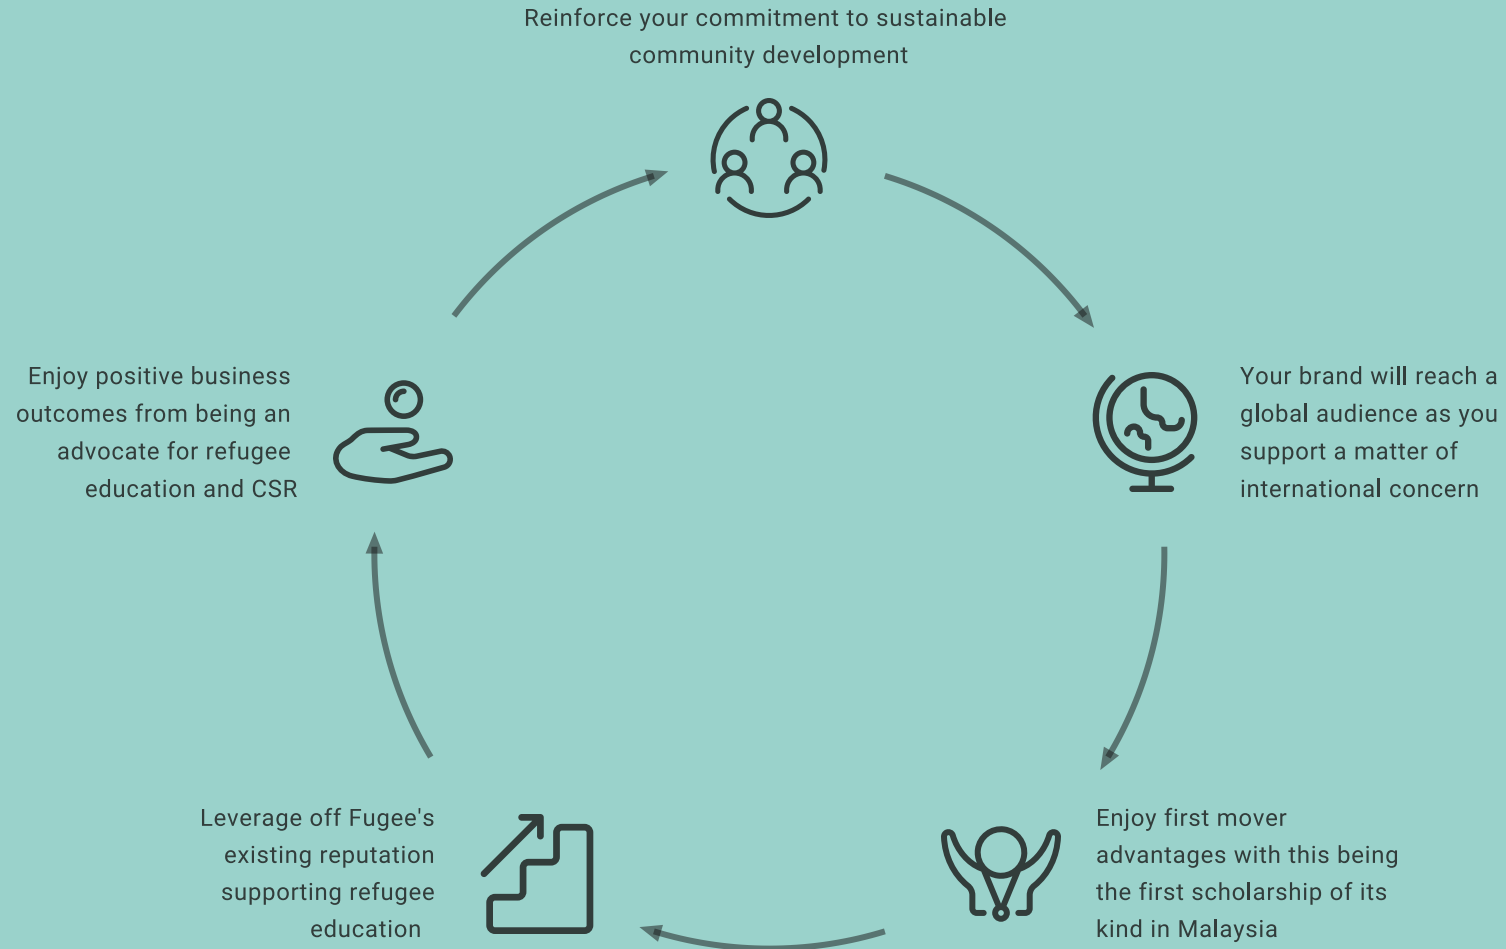 Reinforce your commitment to sustainable
community development
Your brand will reach a
global audience as you
support a matter of
international concern
Enjoy first mover
advantages with this being
the first scholarship of its
kind in Malaysia
Leverage off Fugee's
existing reputation
supporting refugee
education
Enjoy positive business
outcomes from being an
advocate for refugee
education and CSR